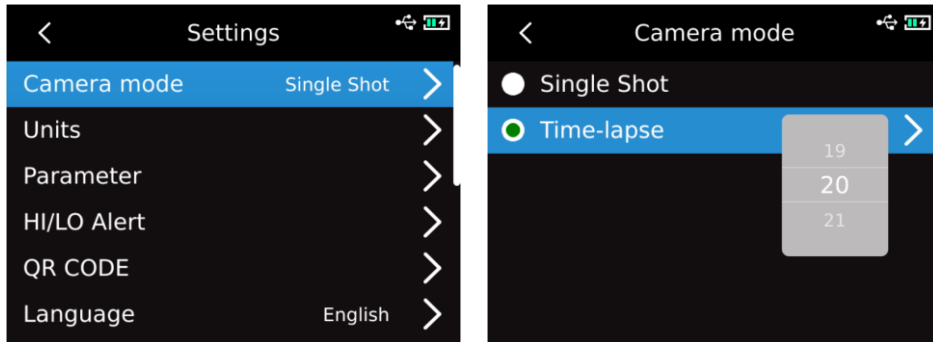 Settings
Camera mode Single Shot
Units
Parameter
HI/LO Alert
QR CODE
Language English
Camera mode
Single Shot
Time-lapse
19
20
21